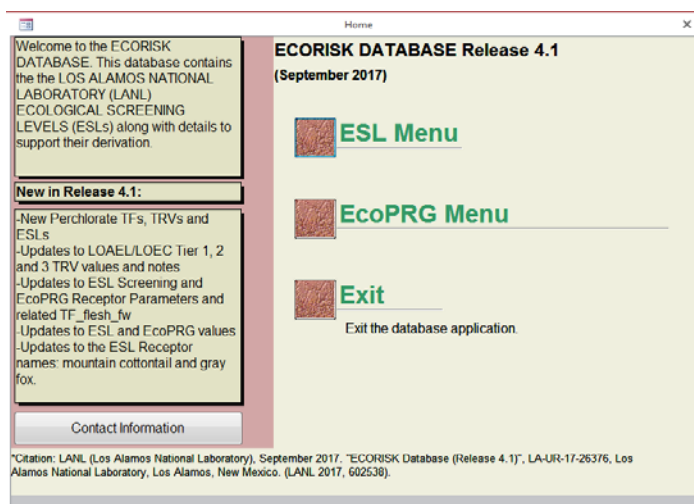 Home
Welcome to the ECORISK
DATABASE. This database contains
the the LOS ALAMOS NATIONAL
LABORATORY (LANL)
ECOLOGICAL SCREENING
LEVELS (ESLs) along with details to
support their derivation.
New in Release 4.1:
-New Perchlorate TFs, TRVs and
ESLs
-Updates to LOAEL/LOEC Tier 1, 2
and 3 TRV values and notes
-Updates to ESL Screening and
EcoPRG Receptor Parameters and
related TF_flesh_fw
-Updates to ESL and EcoPRG values
-Updates to the ESL Receptor
names: mountain cottontail and gray
fox.
Contact Information
ECORISK DATABASE Release 4.1
(September 2017)
ESL Menu
EcoPRG Menu
Exit
Exit the database application.
*Citation: LANL (Los Alamos National Laboratory), September 2017. "ECORISK Database (Release 4.1)", LA-UR-17-26376, Los
Alamos National Laboratory, Los Alamos, New Mexico. (LANL 2017, 602538).